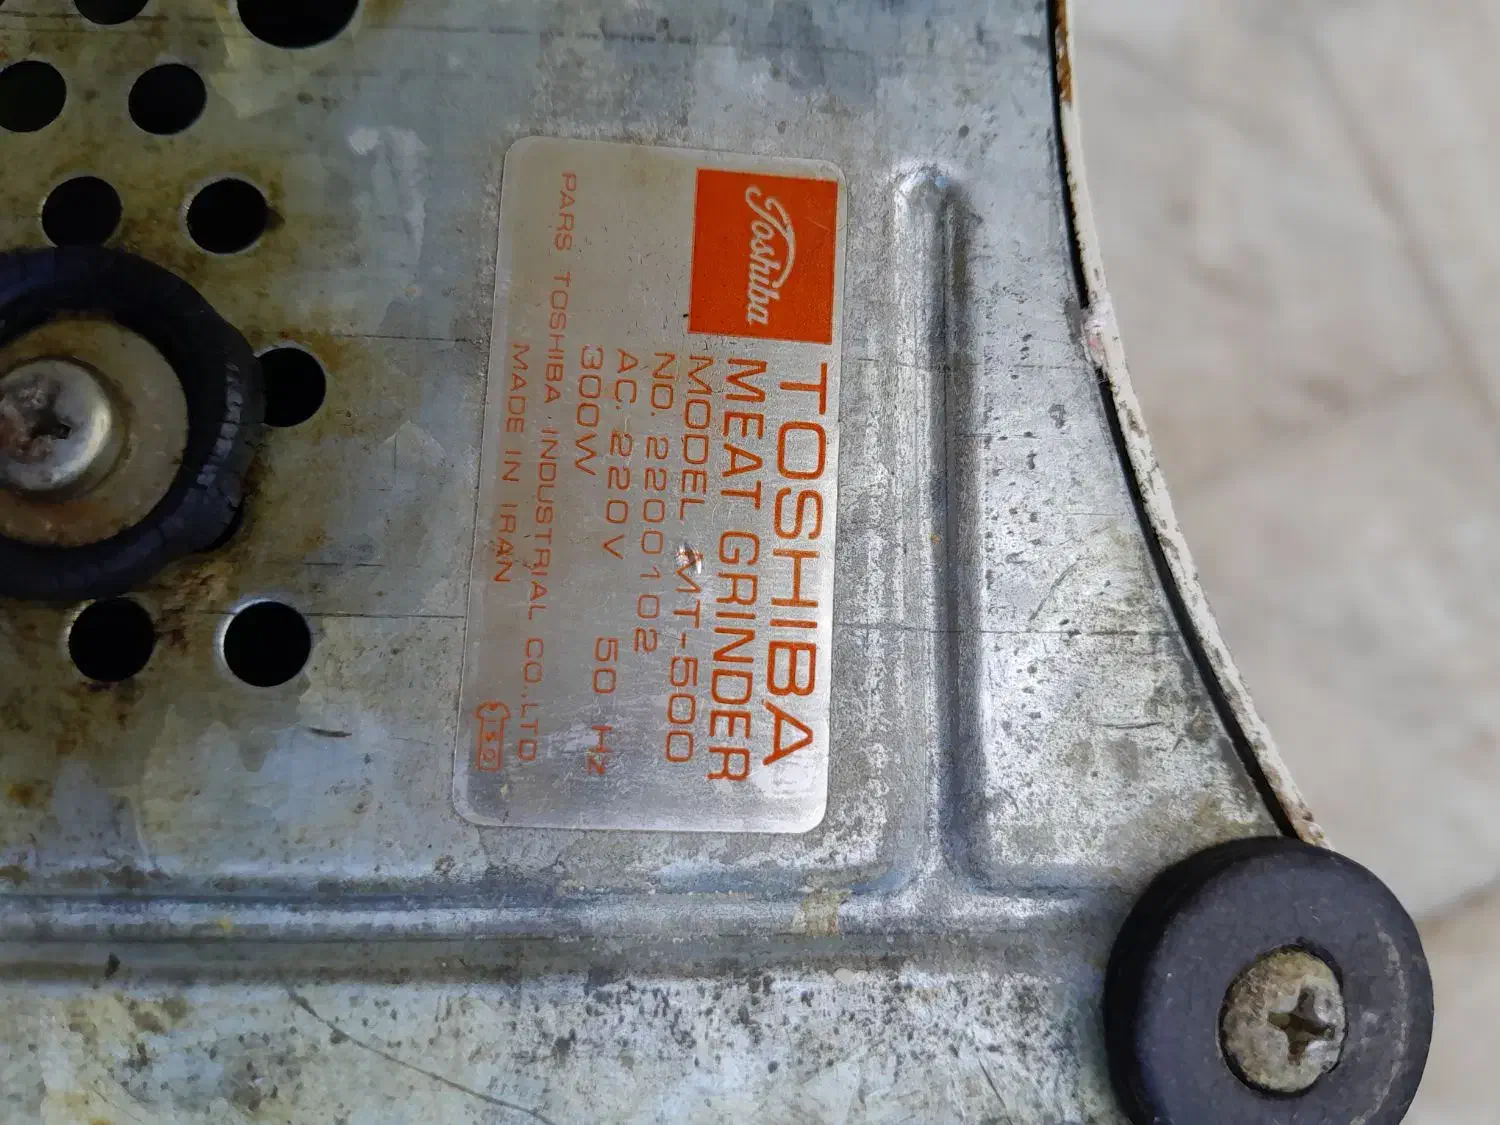 Toshiba
TOSHIBA
MEAT GRINDER
MODEL MT-500
NO. 2200102
AC. 220V 50 Hz
300W
PARS TOSHIBA INDUSTRIAL CO., LTD.
MADE IN IRAN